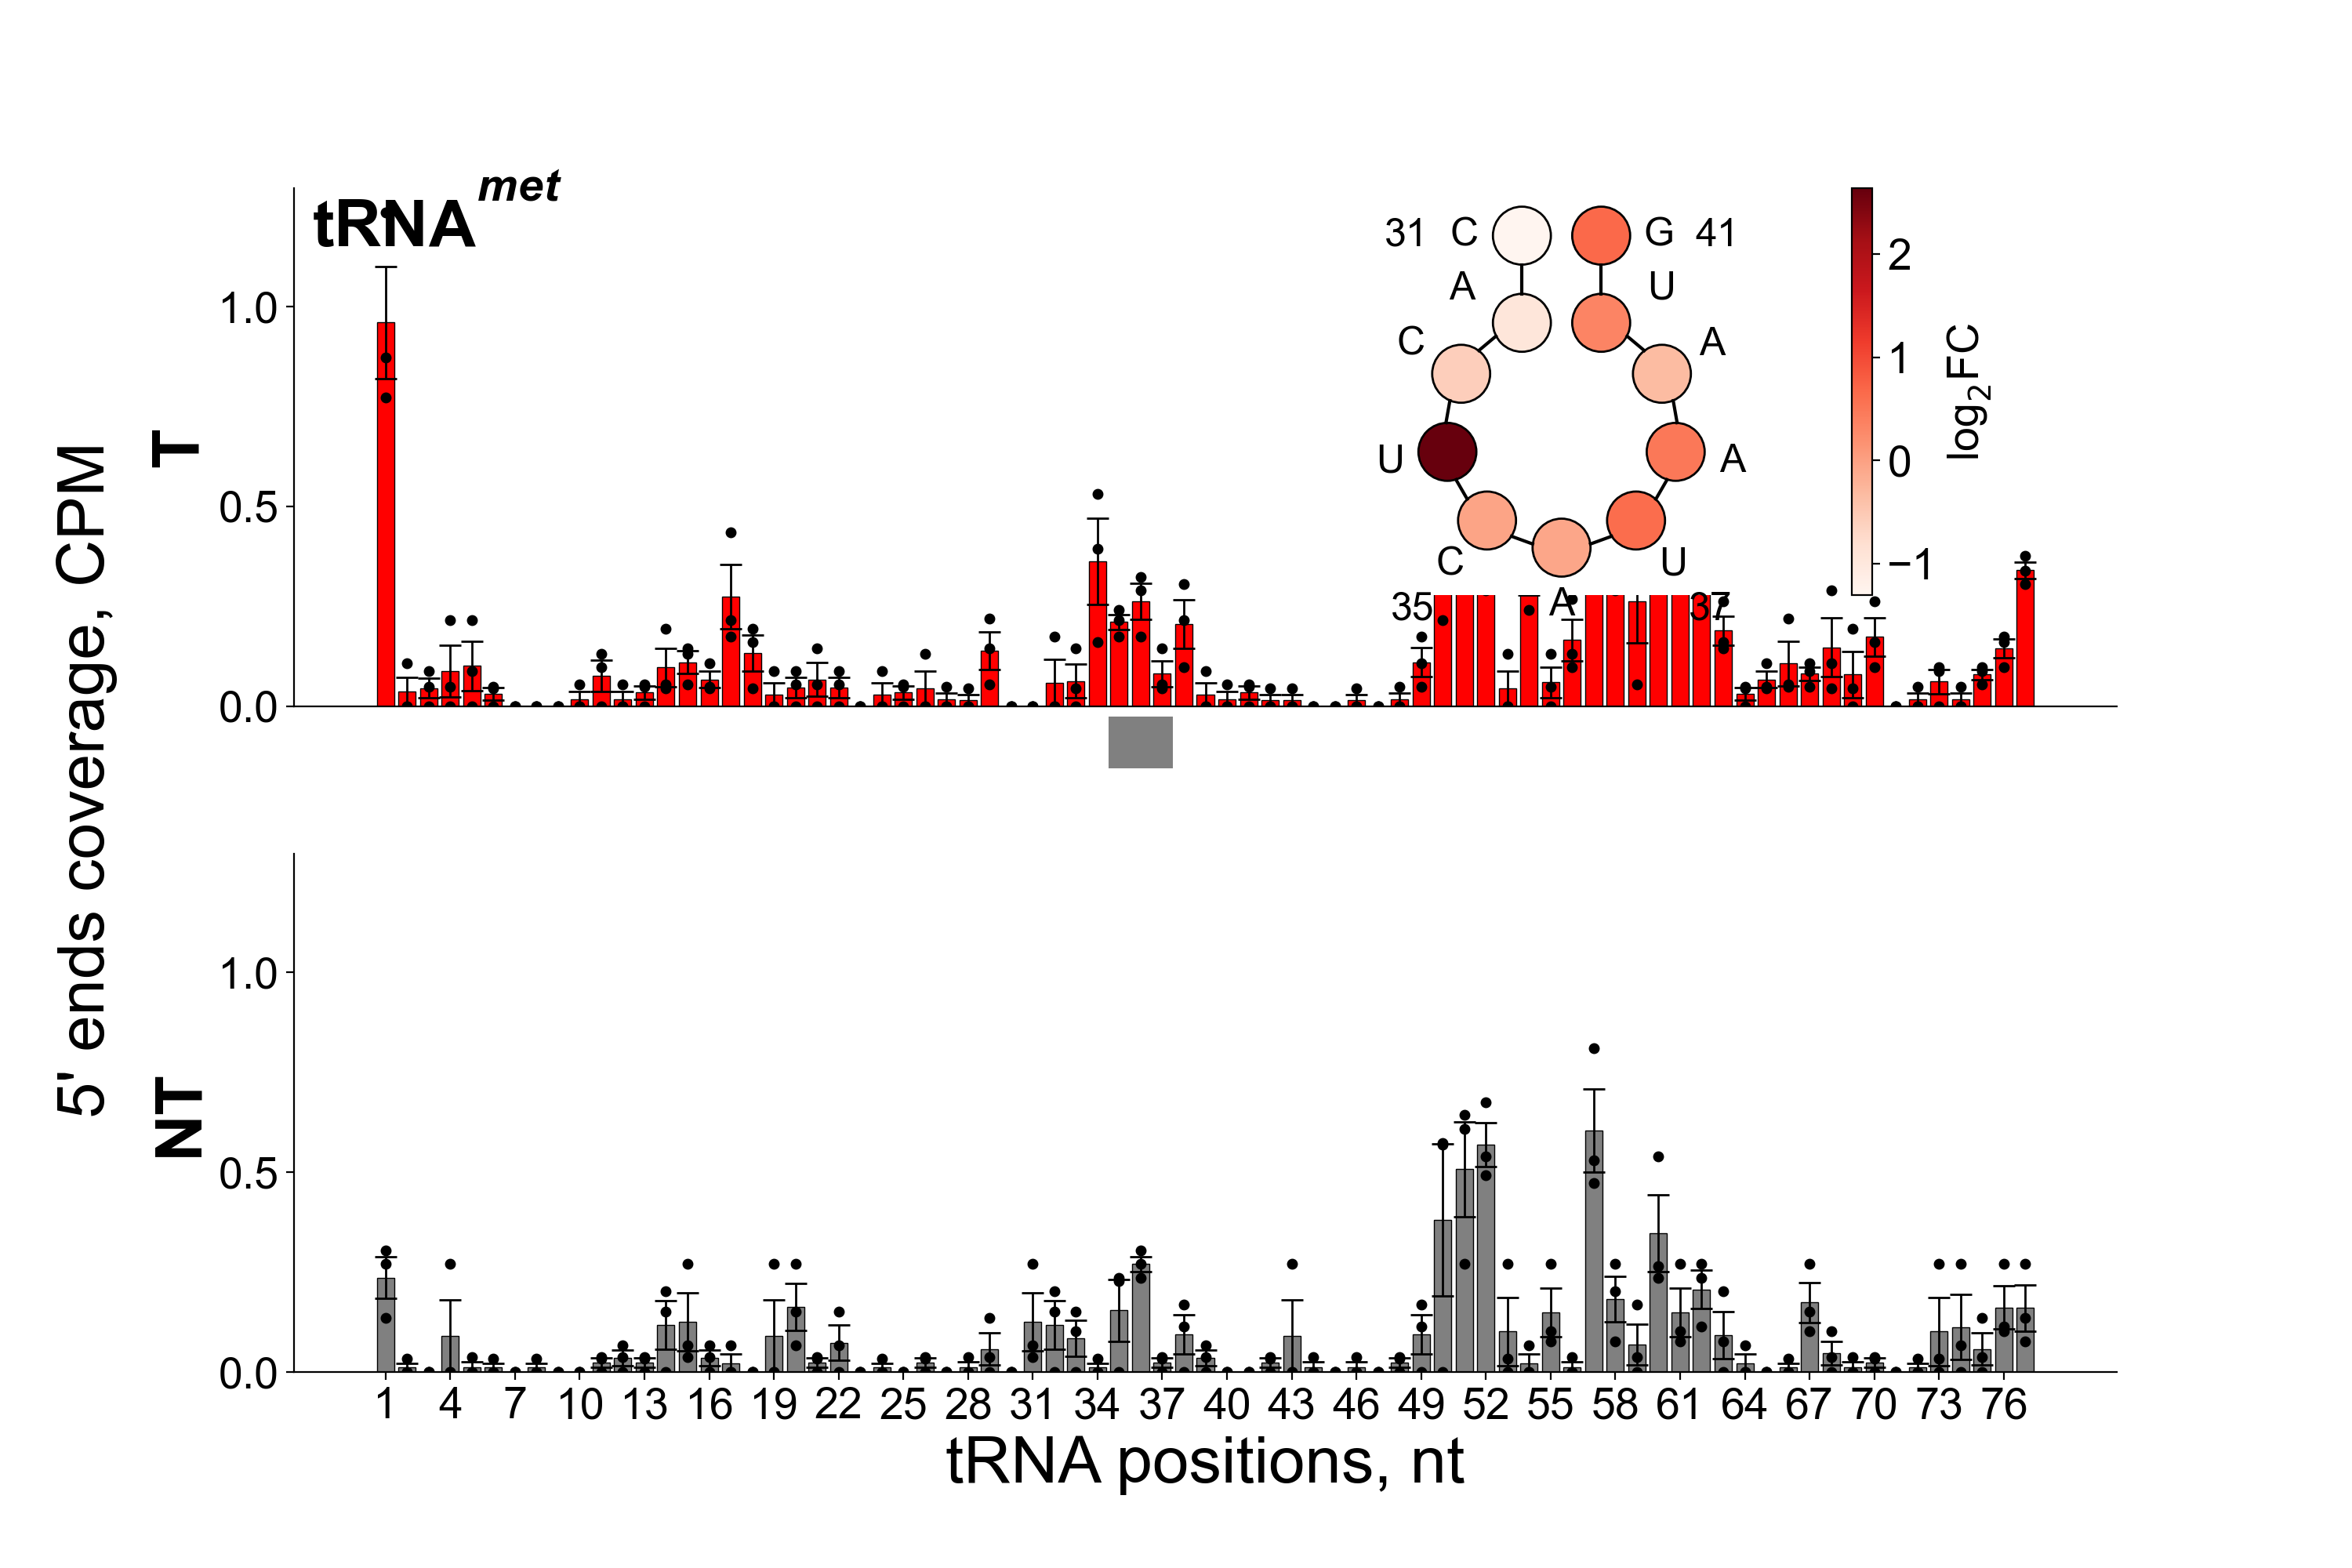 tRNA^met
5' ends coverage, CPM
T
1.0
0.5
0.0
31 C G 41
A U
C A
U A
C U
35 A 37
2
1
0
−1
log₂FC
NT
1.0
0.5
0.0
1 4 7 10 13 16 19 22 25 28 31 34 37 40 43 46 49 52 55 58 61 64 67 70 73 76
tRNA positions, nt